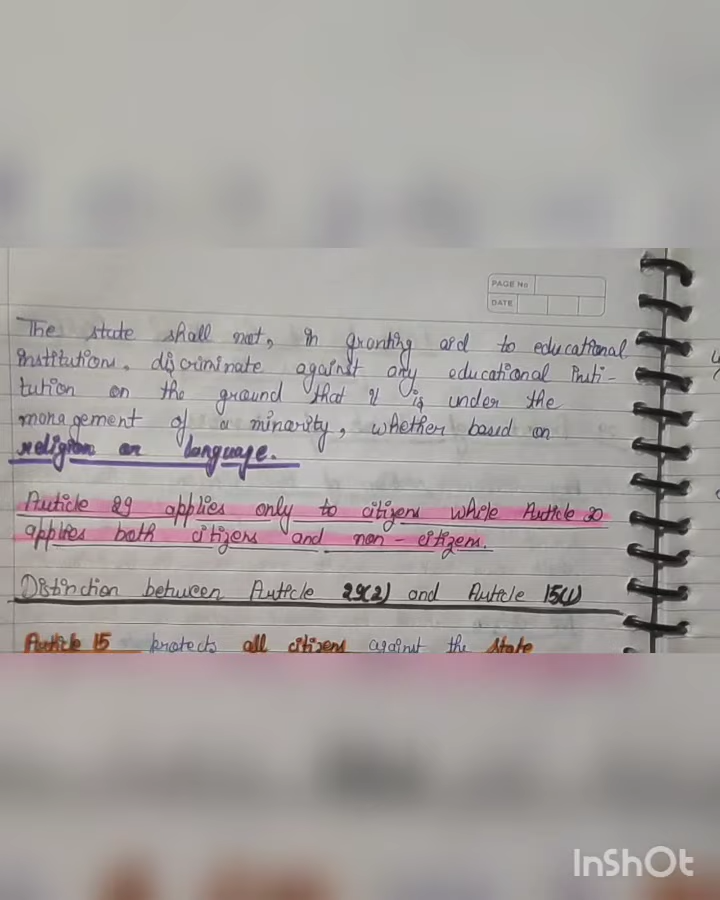 PAGE No
DATE
The state shall not, in granting aid to educational
institutions. discriminate against any educational insti-
tution on the ground that it is under the
management of a minarity, whether based on
religion or language.
Article 29 applies only to citizens while Article 30
applies both citizens and non-citizens.
Distinction between Article 29(2) and Article 15(1)
Article 15 protects all citizens against the state
InShOt